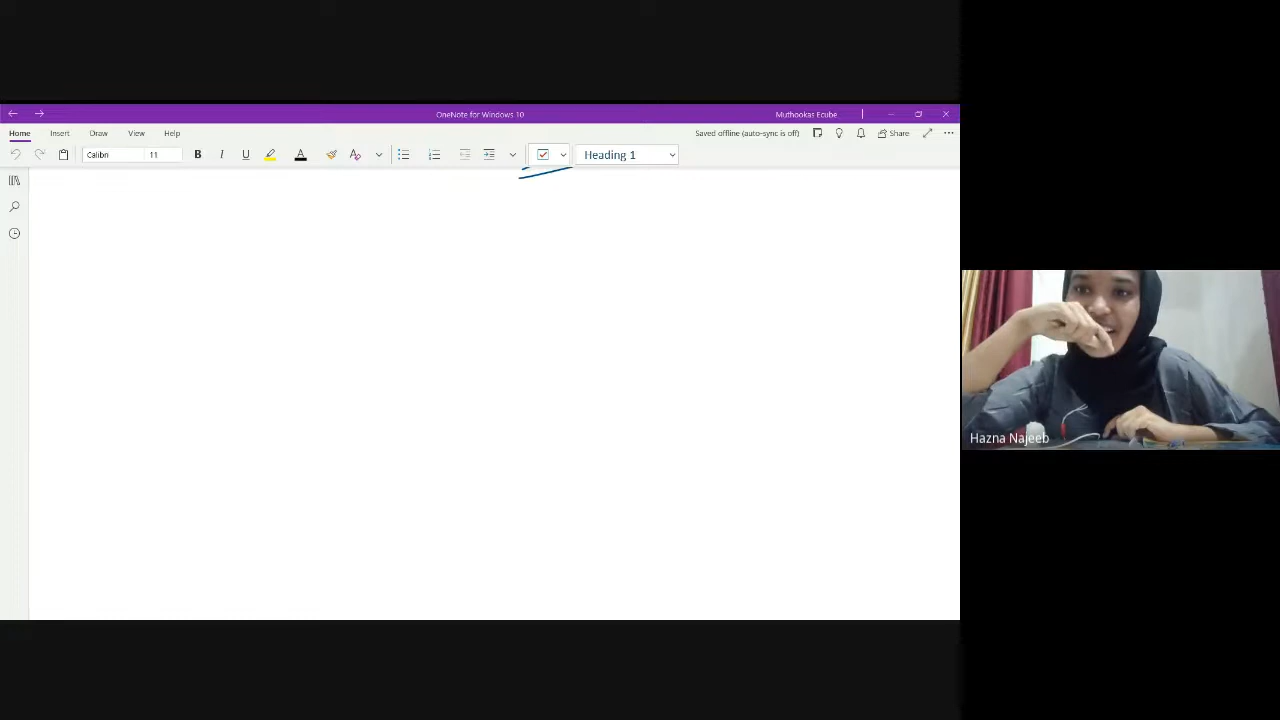 OneNote for Windows 10
Muthookas Ecube
Home Insert Draw View Help
Saved offline (auto-sync is off)
Share
Calibri 11 B I U A A Heading 1
Hazna Najeeb